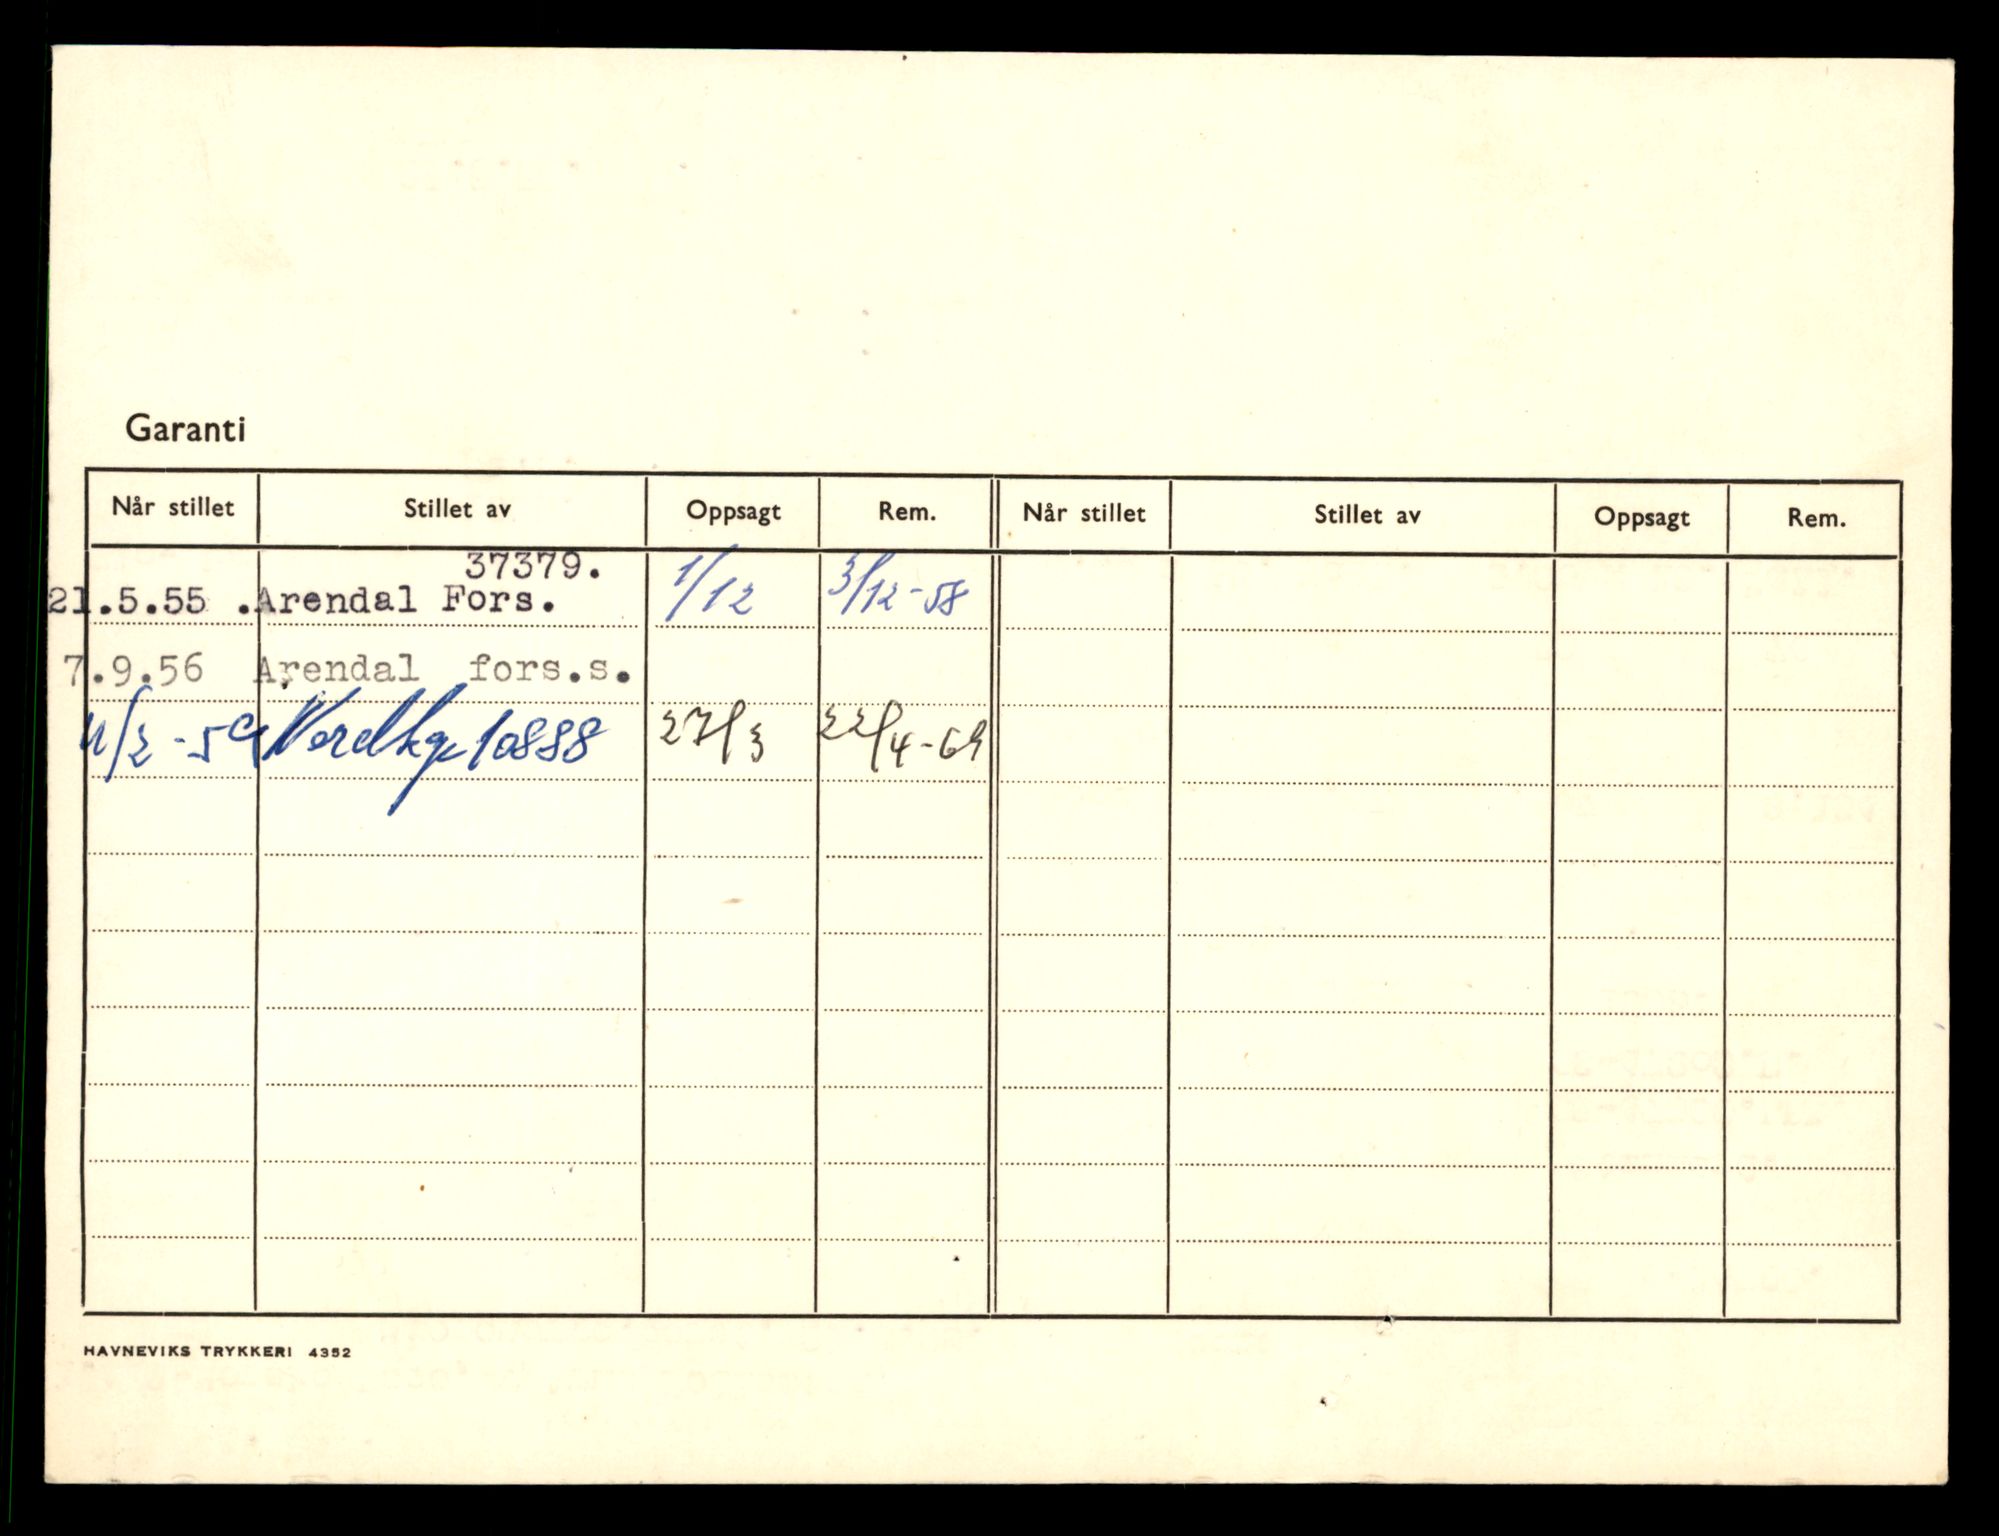 Garanti
Når stillet Stillet av Oppsagt Rem. Når stillet Stillet av Oppsagt Rem.
37379.
21.5.55 .Arendal Fors. 1/12 3/12-58
7.9.56 Arendal fors.s.
10888 27/3 22/4-69
HAVNEVIKS TRYKKERI 4352